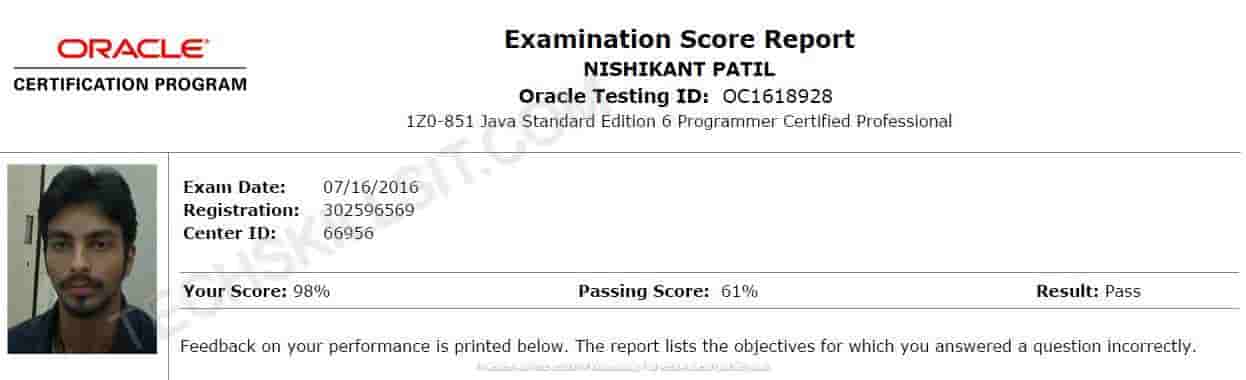 ORACLE
CERTIFICATION PROGRAM
Examination Score Report
NISHIKANT PATIL
Oracle Testing ID: OC1618928
1Z0-851 Java Standard Edition 6 Programmer Certified Professional
Exam Date: 07/16/2016
Registration: 302596569
Center ID: 66956
Your Score: 98% Passing Score: 61% Result: Pass
Feedback on your performance is printed below. The report lists the objectives for which you answered a question incorrectly.
TECHSKILLSIT.COM